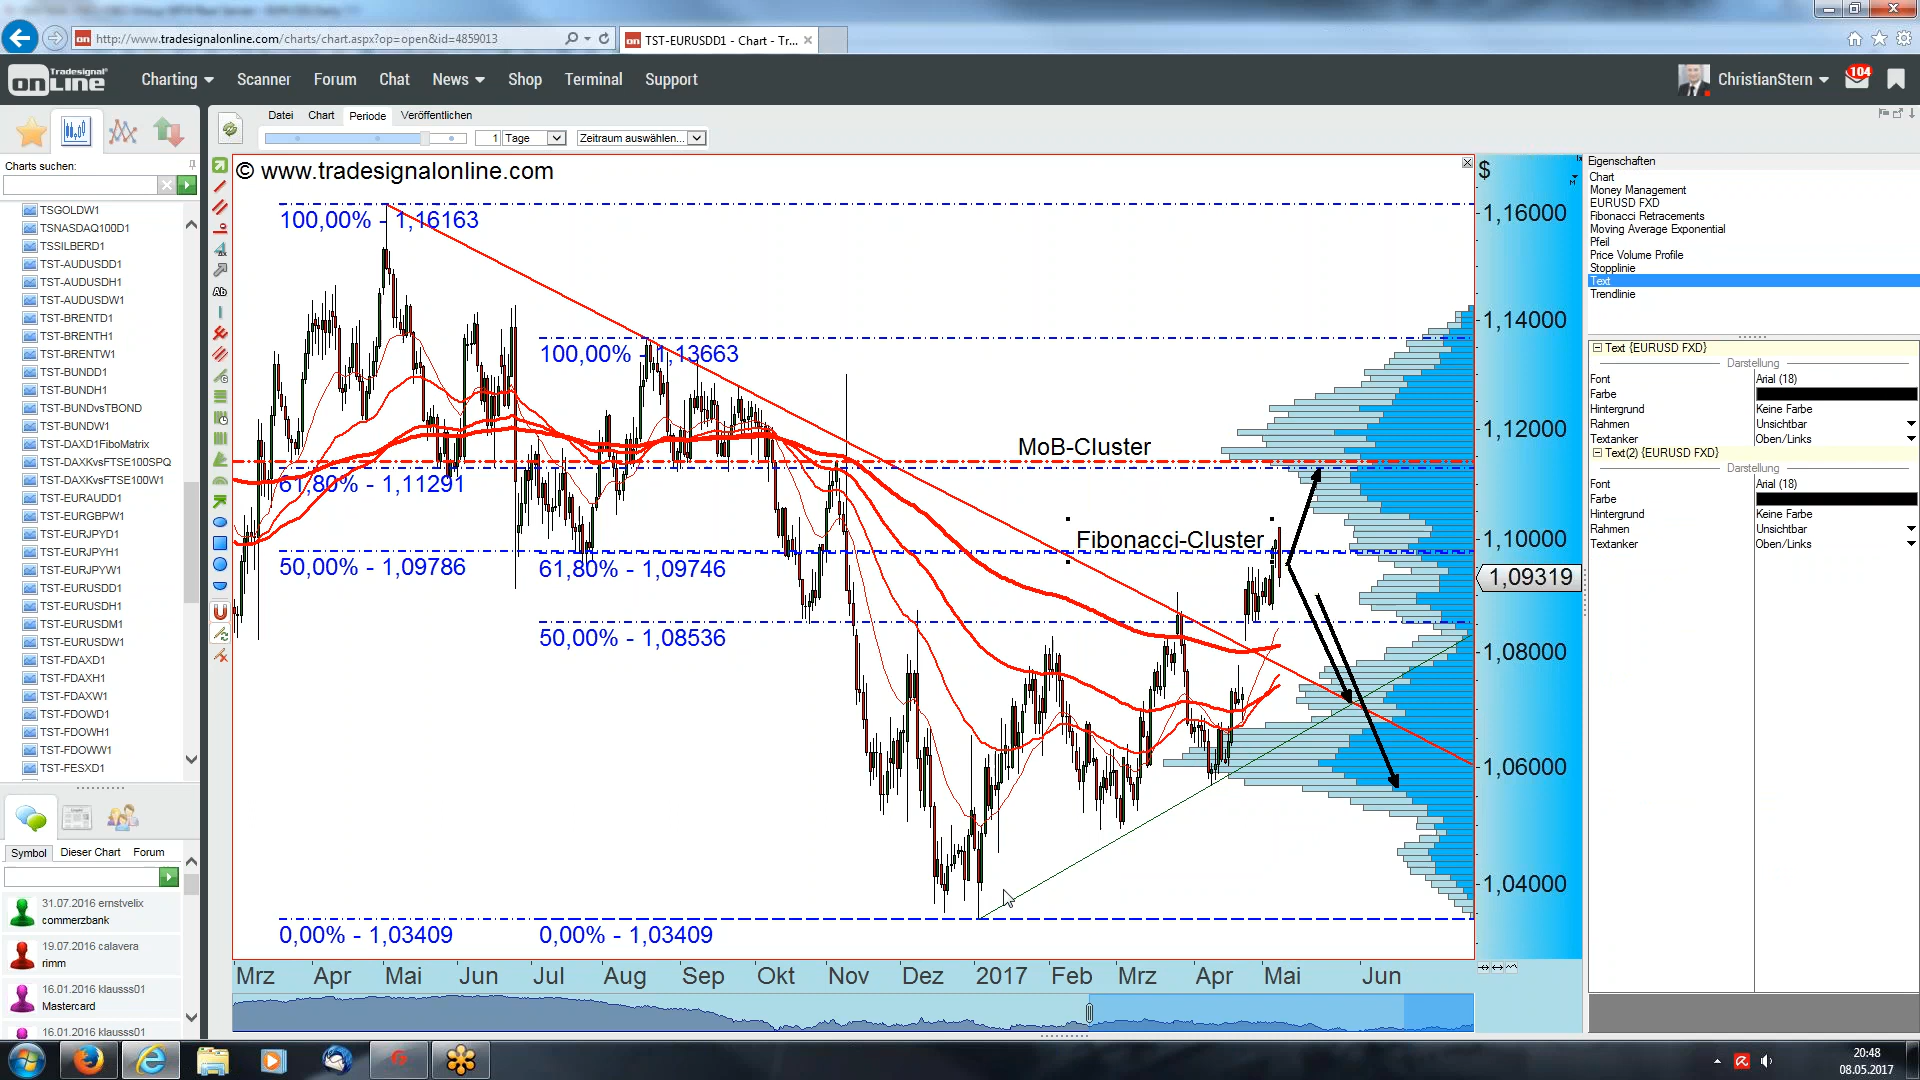 http://www.tradesignalonline.com/charts/chart.aspx?op=open&id=4859013
TST-EURUSDD1 - Chart - Tr...
Tradesignal
onLine
Charting
Scanner
Forum
Chat
News
Shop
Terminal
Support
ChristianStern
104
Datei
Chart
Periode
Veröffentlichen
1
Tage
Zeitraum auswählen...
Charts suchen:
TSGOLDW1
TSNASDAQ100D1
TSSILBERD1
TST-AUDUSDD1
TST-AUDUSDH1
TST-AUDUSDW1
TST-BRENTD1
TST-BRENTH1
TST-BRENTW1
TST-BUNDD1
TST-BUNDH1
TST-BUNDvsTBOND
TST-BUNDW1
TST-DAXD1FiboMatrix
TST-DAXKvsFTSE100SPQ
TST-DAXKvsFTSE100W1
TST-EURAUDD1
TST-EURGBPW1
TST-EURJPYD1
TST-EURJPYH1
TST-EURJPYW1
TST-EURUSDD1
TST-EURUSDH1
TST-EURUSDM1
TST-EURUSDW1
TST-FDAXD1
TST-FDAXH1
TST-FDAXW1
TST-FDOWD1
TST-FDOWH1
TST-FDOWW1
TST-FESXD1
Symbol
Dieser Chart
Forum
31.07.2016 ernstvelix
commerzbank
19.07.2016 calavera
rimm
16.01.2016 klausss01
Mastercard
16.01.2016 klausss01
Ab
© www.tradesignalonline.com
100,00% - 1,16163
100,00% - 1,13663
MoB-Cluster
61,80% - 1,11291
Fibonacci-Cluster
50,00% - 1,09786
61,80% - 1,09746
50,00% - 1,08536
0,00% - 1,03409
0,00% - 1,03409
$
1,16000
1,14000
1,12000
1,10000
1,09319
1,08000
1,06000
1,04000
Mrz
Apr
Mai
Jun
Jul
Aug
Sep
Okt
Nov
Dez
2017
Feb
Mrz
Apr
Mai
Jun
Eigenschaften
Chart
Money Management
EURUSD FXD
Fibonacci Retracements
Moving Average Exponential
Pfeil
Price Volume Profile
Stopplinie
Text
Trendlinie
Text {EURUSD FXD}
Darstellung
Font Arial (18)
Farbe
Hintergrund Keine Farbe
Rahmen Unsichtbar
Textanker Oben/Links
Text(2) {EURUSD FXD}
Darstellung
Font Arial (18)
Farbe
Hintergrund Keine Farbe
Rahmen Unsichtbar
Textanker Oben/Links
20:48
08.05.2017